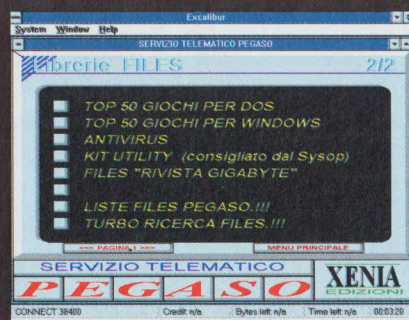 Excalibur
System Window Help
SERVIZIO TELEMATICO PEGASO
Librerie FILES 2/2
TOP 50 GIOCHI PER DOS
TOP 50 GIOCHI PER WINDOWS
ANTIVIRUS
KIT UTILITY (consigliato dal Sysop)
FILES "RIVISTA GIGABYTE"
LISTE FILES PEGASO.!!!
TURBO RICERCA FILES.!!!
<== PAGINA 1 === MENU PRINCIPALE
SERVIZIO TELEMATICO
PEGASO
XENIA
EDIZIONI
CONNECT 38400 Credit n/a Bytes left n/a Time left n/a 00:03:20